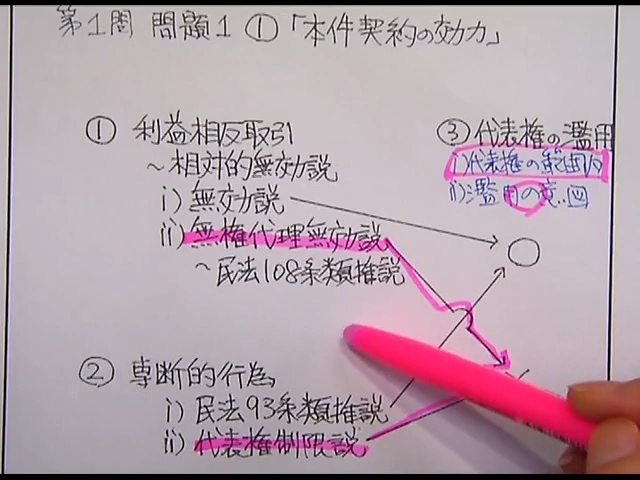 第1問 問題1 ①「本件契約の効力」
① 利益相反取引
～相対的無効説
i) 無効説
ii) 無権代理無効説
～民法108条類推説
② 専断的行為
i) 民法93条類推説
ii) 代表権制限説
③ 代表権の濫用
i) 代表権の範囲内
ii) 濫用の意図